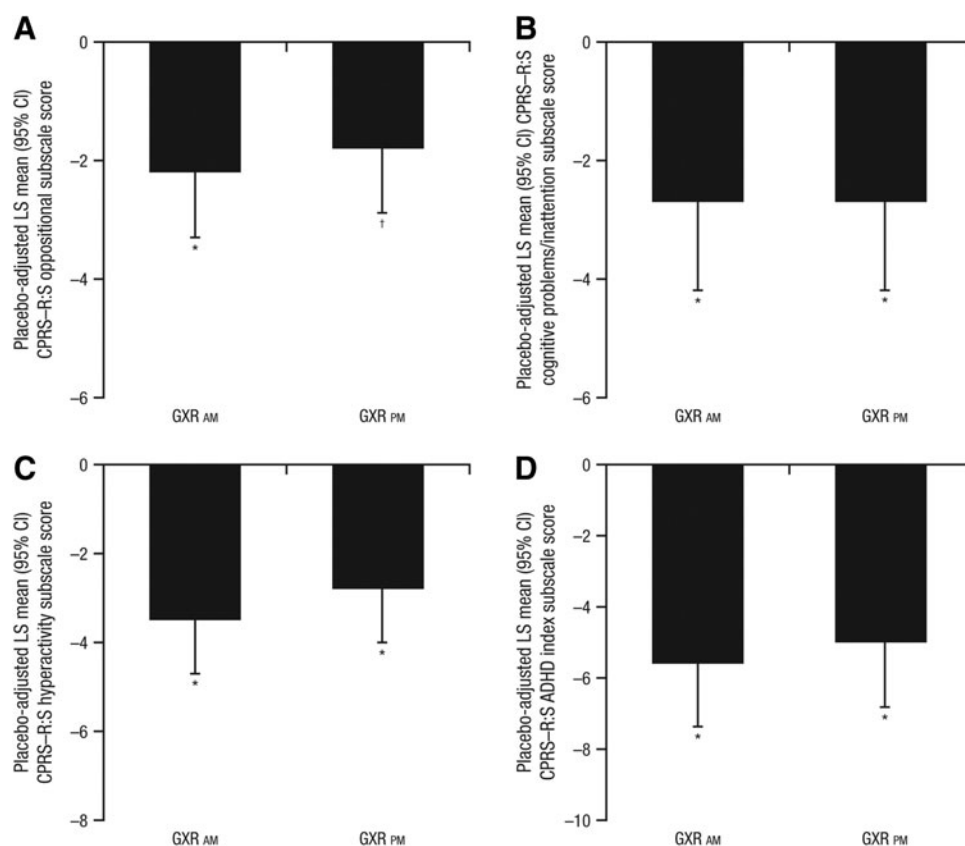 A
Placebo-adjusted LS mean (95% CI)
CPRS–R:S oppositional subscale score
0
–2
–4
–6
*
†
GXR AM
GXR PM
B
Placebo-adjusted LS mean (95% CI) CPRS–R:S
cognitive problems/inattention subscale score
0
–2
–4
–6
*
*
GXR AM
GXR PM
C
Placebo-adjusted LS mean (95% CI)
CPRS–R:S hyperactivity subscale score
0
–2
–4
–6
–8
*
*
GXR AM
GXR PM
D
Placebo-adjusted LS mean (95% CI)
CPRS–R:S ADHD index subscale score
0
–2
–4
–6
–8
–10
*
*
GXR AM
GXR PM